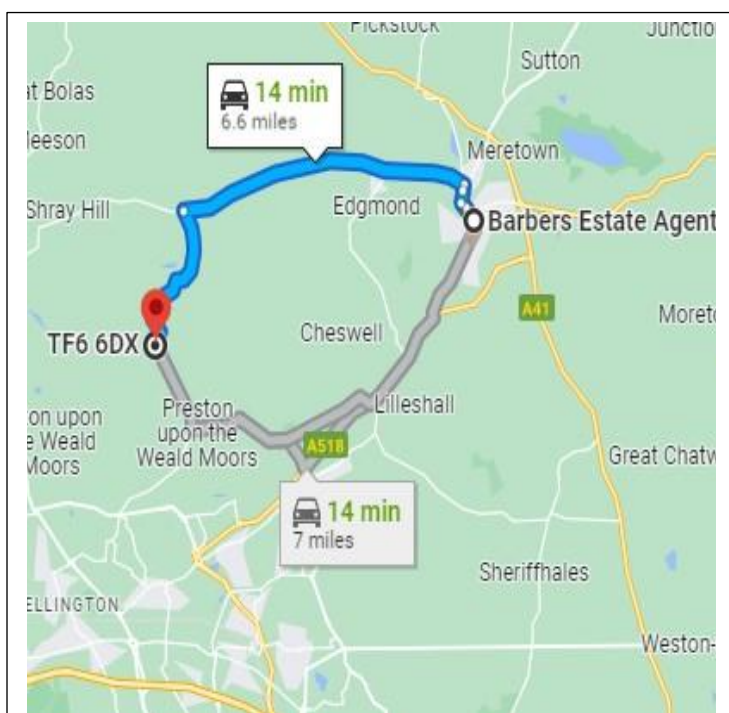 Pickstock
Junctio
Sutton
at Bolas
14 min
6.6 miles
leeson
Meretown
Shray Hill
Edgmond
Barbers Estate Agent
A41
Moreto
Cheswell
TF6 6DX
Lilleshall
on upon
e Weald
Moors
Preston
upon the
Weald Moors
A518
Great Chatw
14 min
7 miles
Sheriffhales
ELLINGTON
Weston-